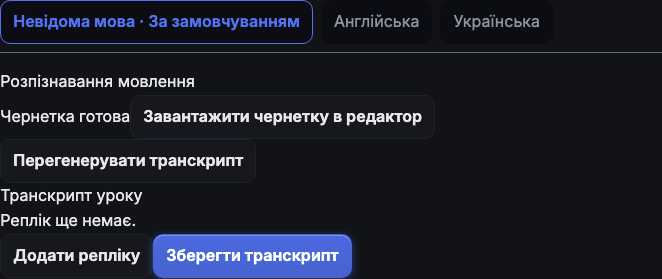 Невідома мова · За замовчуванням Англійська Українська
Розпізнавання мовлення
Чернетка готова Завантажити чернетку в редактор
Перегенерувати транскрипт
Транскрипт уроку
Реплік ще немає.
Додати репліку Зберегти транскрипт